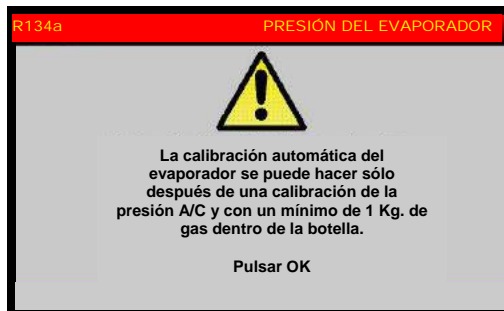 R134a PRESIÓN DEL EVAPORADOR
La calibración automática del
evaporador se puede hacer sólo
después de una calibración de la
presión A/C y con un mínimo de 1 Kg. de
gas dentro de la botella.
Pulsar OK